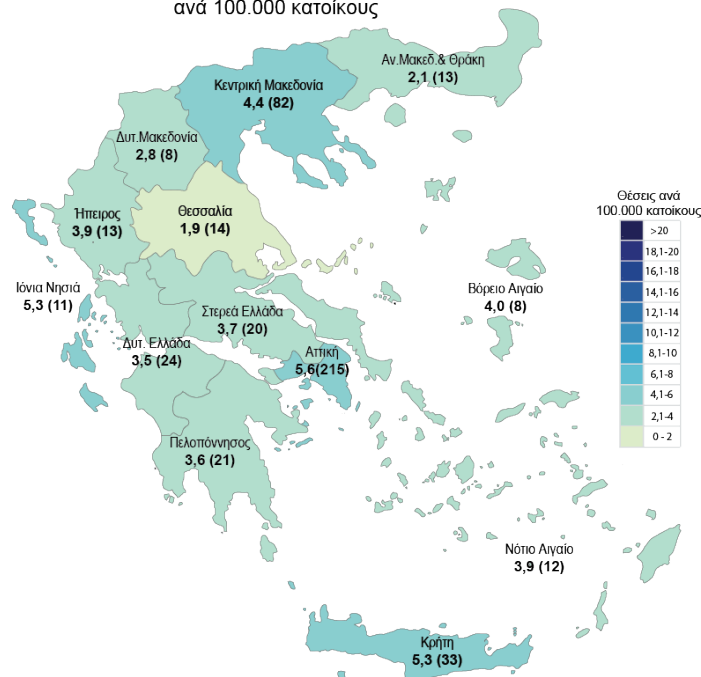 ανά 100.000 κατοίκους
Αν.Μακεδ.& Θράκη
2,1 (13)
Κεντρική Μακεδονία
4,4 (82)
Δυτ.Μακεδονία
2,8 (8)
Ήπειρος
3,9 (13)
Θεσσαλία
1,9 (14)
Ιόνια Νησιά
5,3 (11)
Στερεά Ελλάδα
3,7 (20)
Βόρειο Αιγαίο
4,0 (8)
Δυτ. Ελλάδα
3,5 (24)
Αττική
5,6(215)
Πελοπόννησος
3,6 (21)
Νότιο Αιγαίο
3,9 (12)
Κρήτη
5,3 (33)
Θέσεις ανά
100.000 κατοίκους
>20
18,1-20
16,1-18
14,1-16
12,1-14
10,1-12
8,1-10
6,1-8
4,1-6
2,1-4
0 - 2